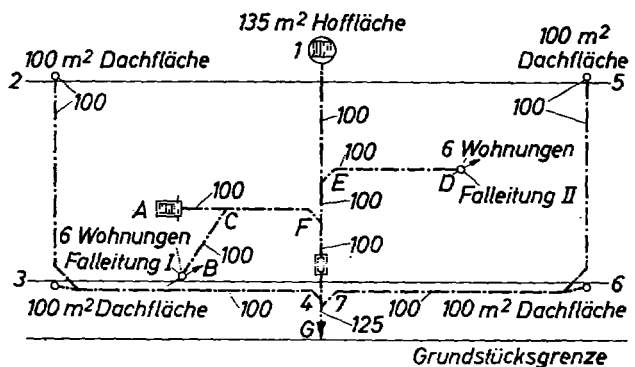 135 m² Hoffläche
1
100 m² Dachfläche
100 m²
Dachfläche
2
5
100
100
100
6 Wohnungen
100
E
D
Falleitung II
100
A
100
C
F
6 Wohnungen
Falleitung I
B
100
100
3
6
100 m² Dachfläche
100
4
7
100
100 m² Dachfläche
G
125
Grundstücksgrenze